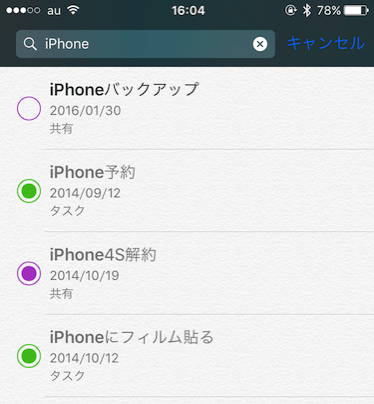 au 16:04 78%
iPhone キャンセル
iPhoneバックアップ
2016/01/30
共有
iPhone予約
2014/09/12
タスク
iPhone4S解約
2014/10/19
共有
iPhoneにフィルム貼る
2014/10/12
タスク